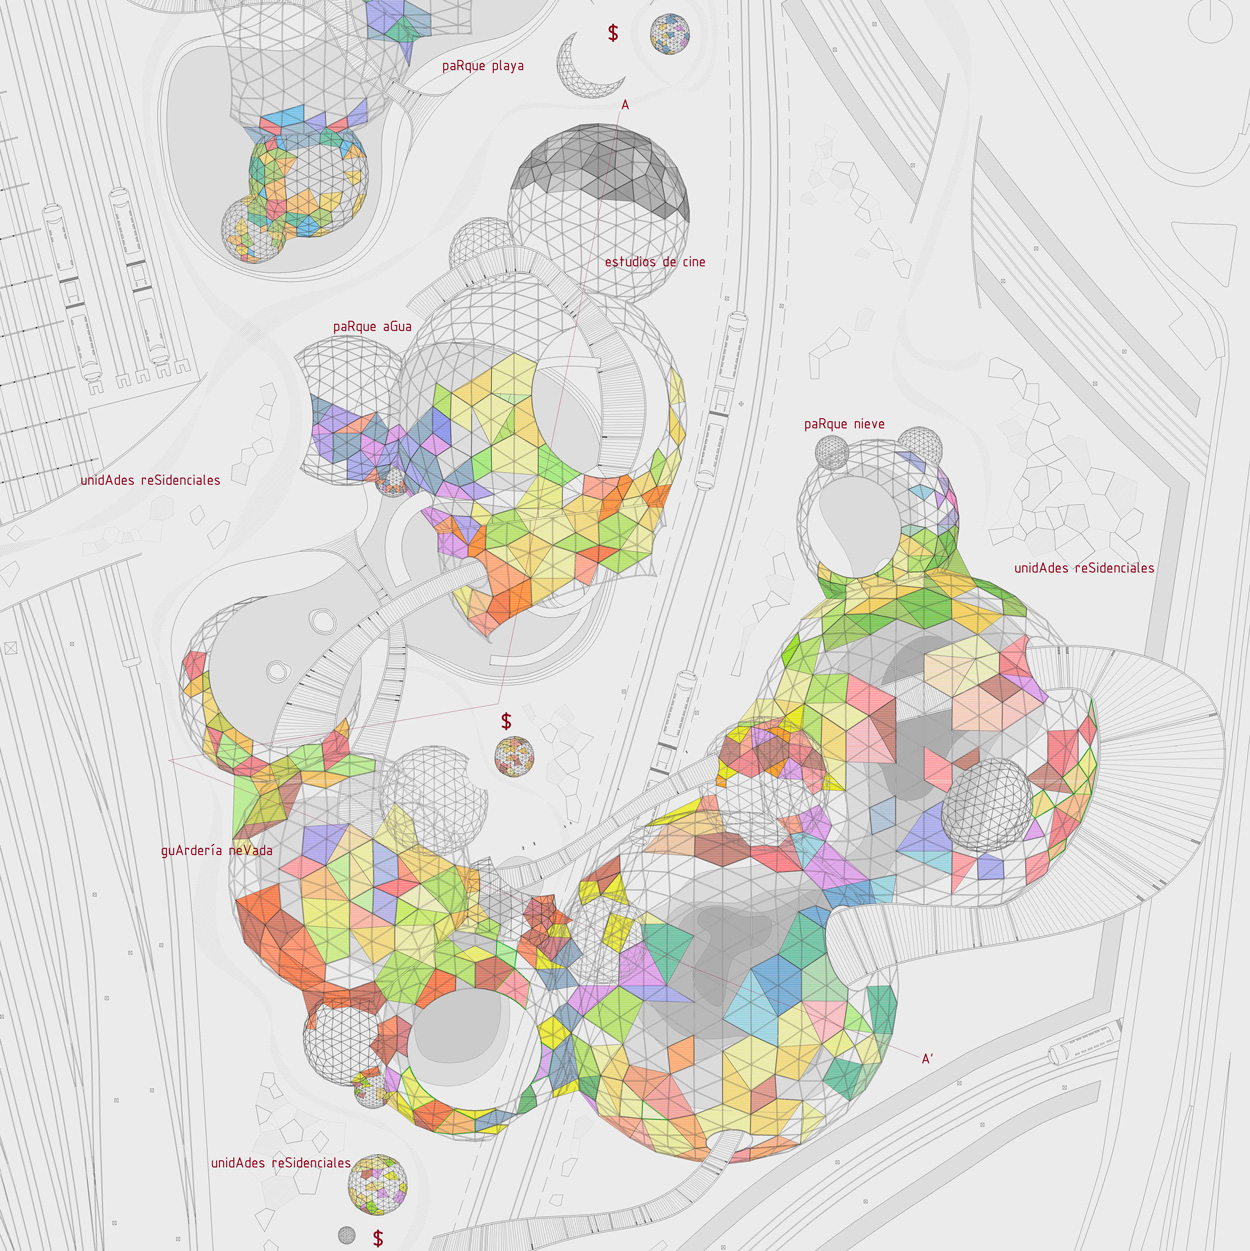 $
paRque playa
A
estudios de cine
paRque aGua
paRque nieve
unidAdes reSidenciales
unidAdes reSidenciales
$
guArdería neVada
A'
unidAdes reSidenciales
$